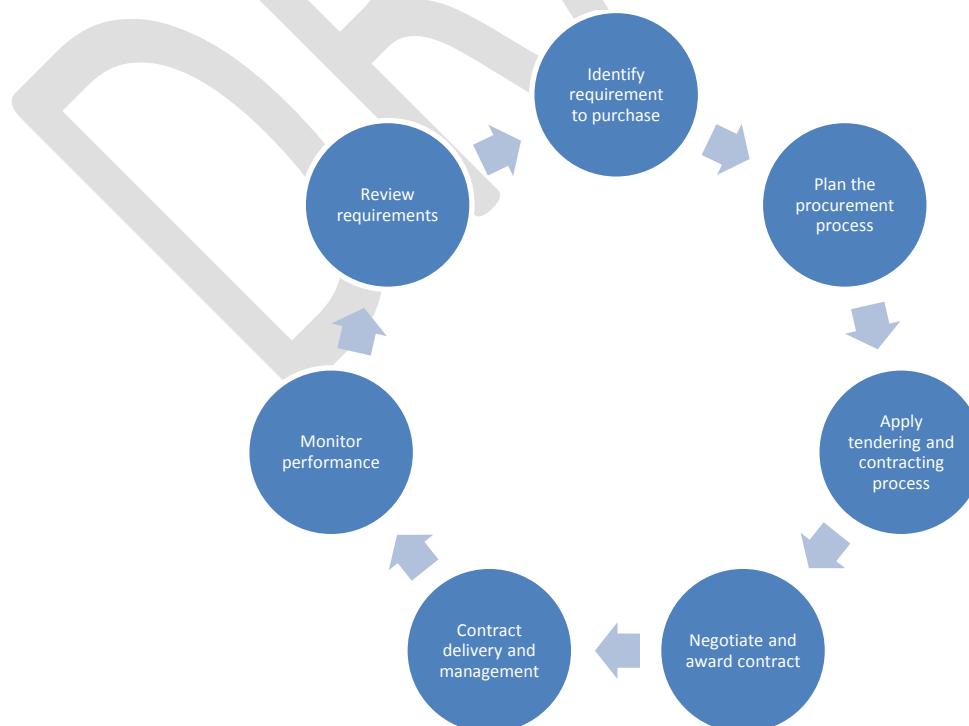 Identify
requirement
to purchase
Plan the
procurement
process
Apply
tendering and
contracting
process
Negotiate and
award contract
Contract
delivery and
management
Monitor
performance
Review
requirements